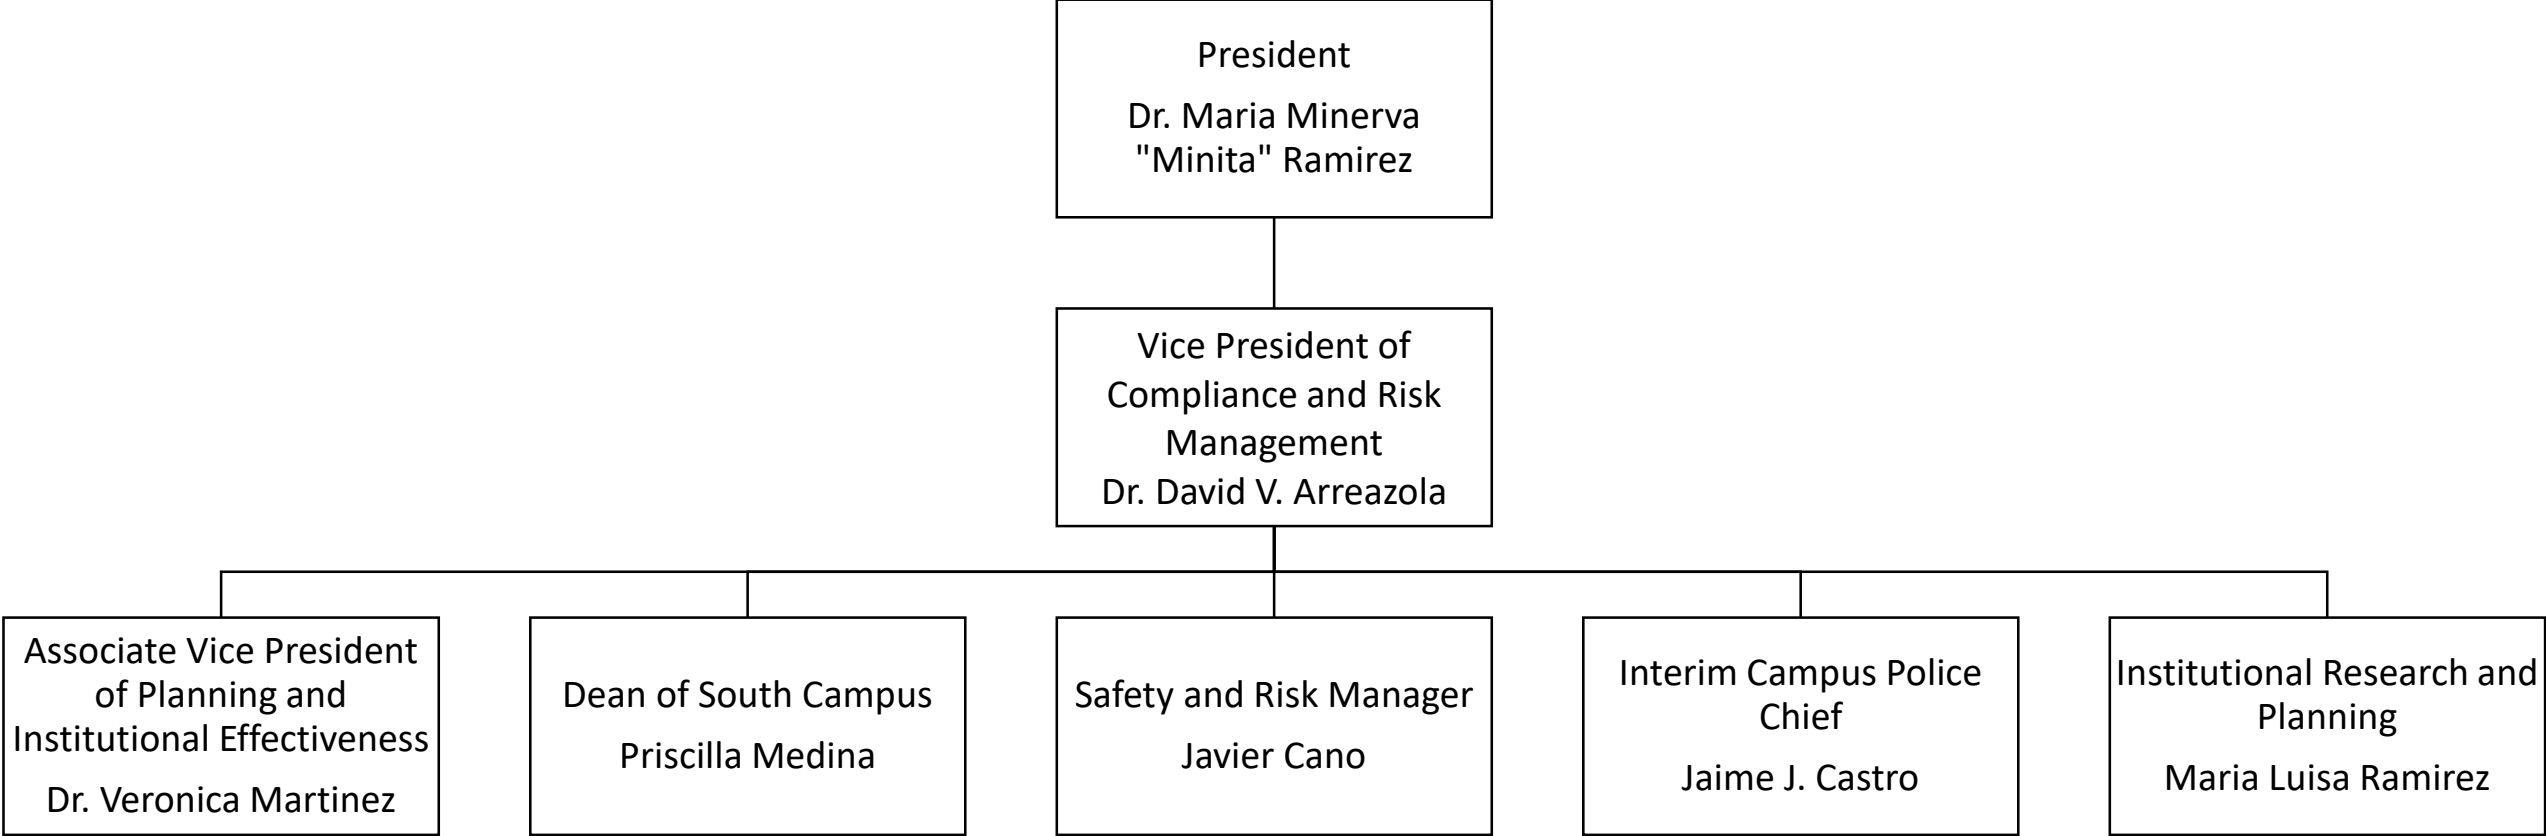 President
Dr. Maria Minerva
"Minita" Ramirez
Vice President of
Compliance and Risk
Management
Dr. David V. Arreazola
Associate Vice President
of Planning and
Institutional Effectiveness
Dr. Veronica Martinez
Dean of South Campus
Priscilla Medina
Safety and Risk Manager
Javier Cano
Interim Campus Police
Chief
Jaime J. Castro
Institutional Research and
Planning
Maria Luisa Ramirez